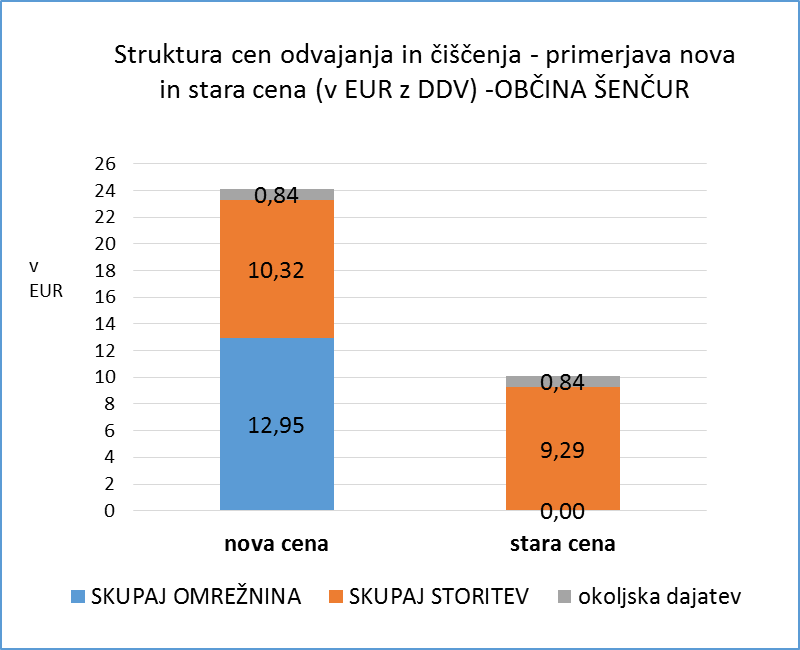 Struktura cen odvajanja in čiščenja - primerjava nova
in stara cena (v EUR z DDV) -OBČINA ŠENČUR
v
EUR
26
24
22
20
18
16
14
12
10
8
6
4
2
0
0,84
10,32
12,95
0,84
9,29
0,00
nova cena
stara cena
SKUPAJ OMREŽNINA
SKUPAJ STORITEV
okoljska dajatev